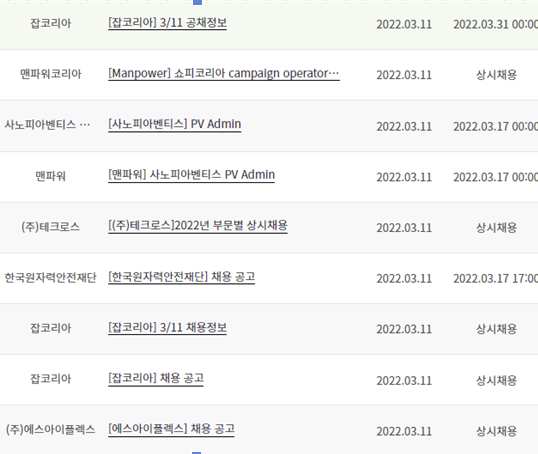 잡코리아 [잡코리아] 3/11 공채정보 2022.03.11 2022.03.31 00:00
맨파워코리아 [Manpower] 쇼피코리아 campaign operator… 2022.03.11 상시채용
사노피아벤티스 … [사노피아벤티스] PV Admin 2022.03.11 2022.03.17 00:00
맨파워 [맨파워] 사노피아벤티스 PV Admin 2022.03.11 2022.03.17 00:00
(주)테크로스 [(주)테크로스]2022년 부문별 상시채용 2022.03.11 상시채용
한국원자력안전재단 [한국원자력안전재단] 채용 공고 2022.03.11 2022.03.17 17:00
잡코리아 [잡코리아] 3/11 채용정보 2022.03.11 상시채용
잡코리아 [잡코리아] 채용 공고 2022.03.11 상시채용
(주)에스아이플렉스 [에스아이플렉스] 채용 공고 2022.03.11 상시채용